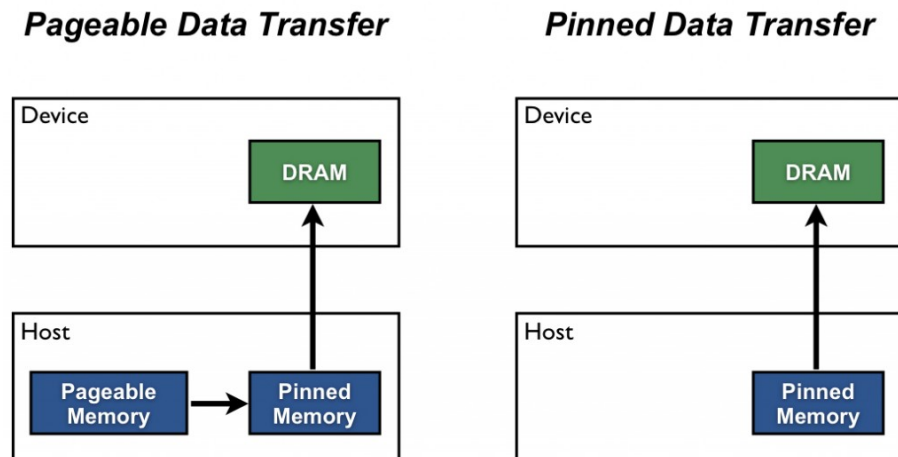 Pageable Data Transfer
Device
DRAM
Host
Pageable
Memory
Pinned
Memory
Pinned Data Transfer
Device
DRAM
Host
Pinned
Memory